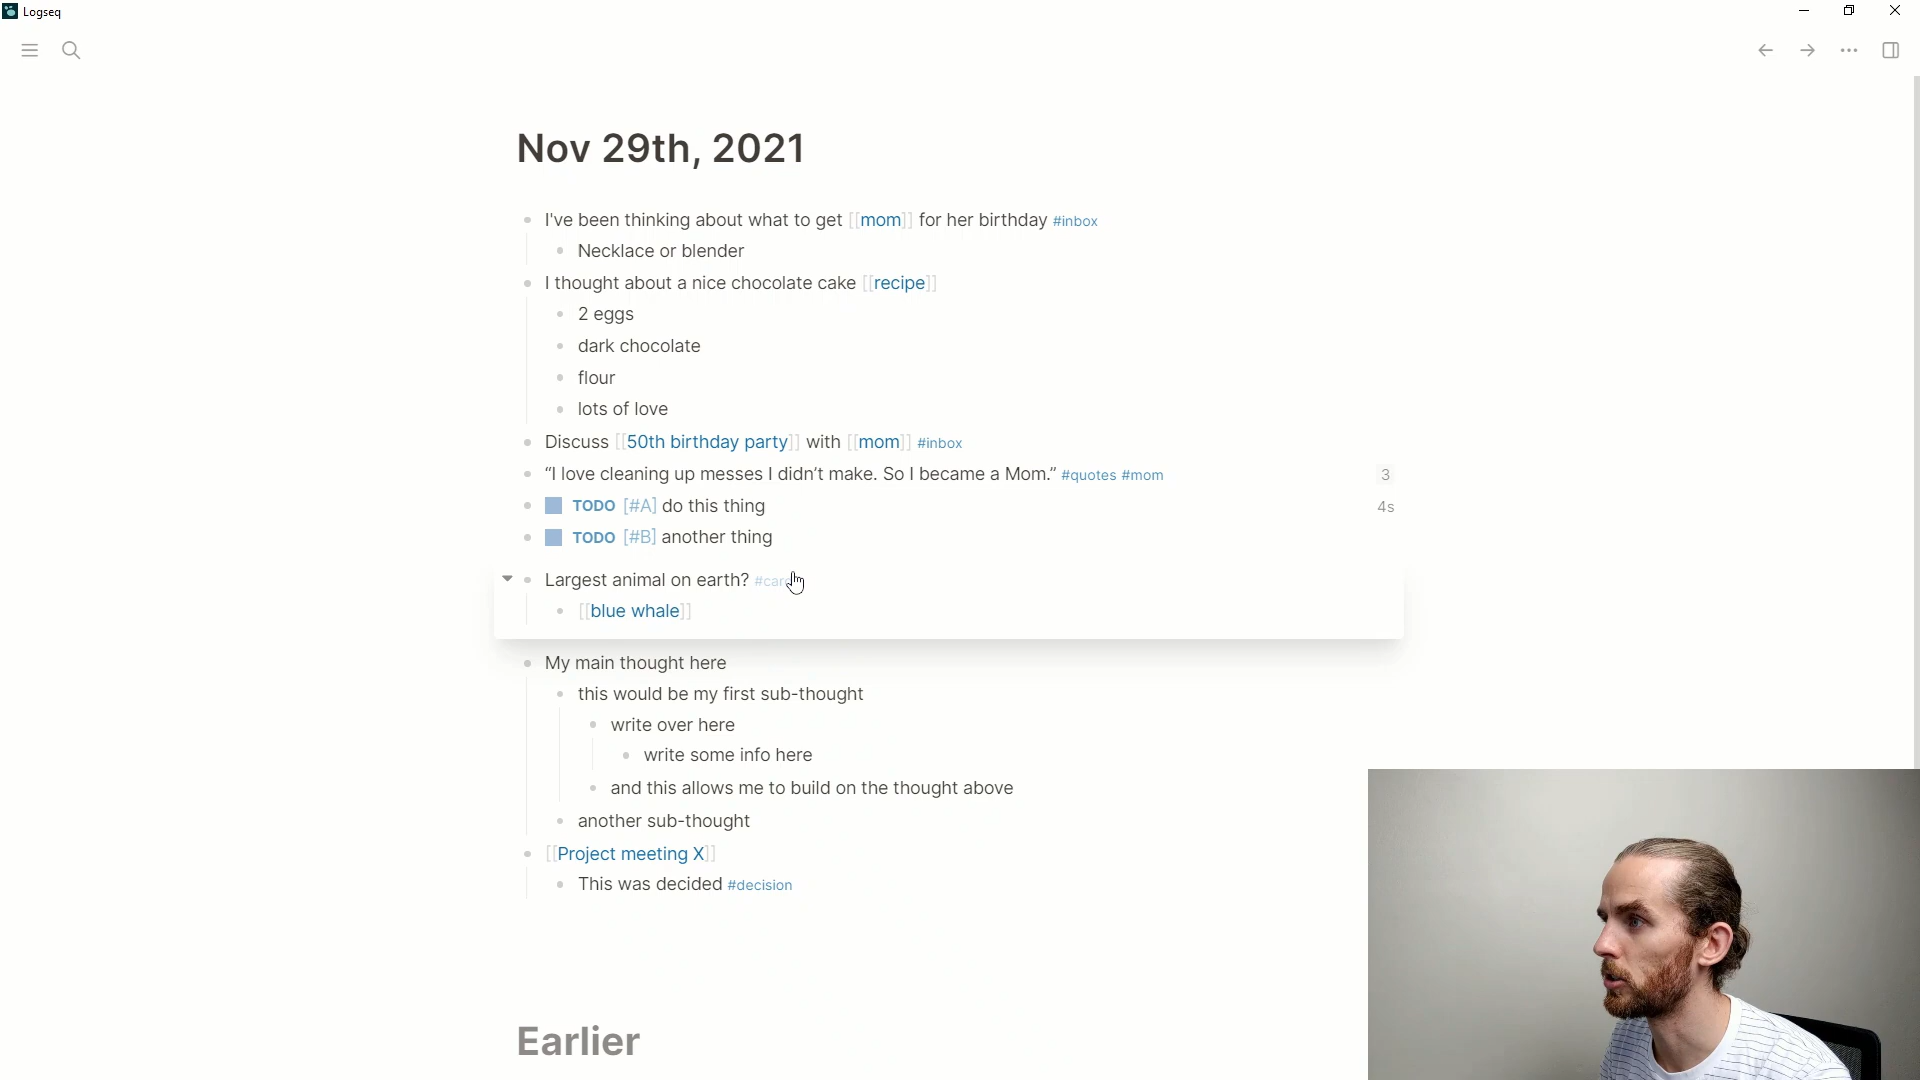 Logseq
Nov 29th, 2021
I've been thinking about what to get [[mom]] for her birthday #inbox
Necklace or blender
I thought about a nice chocolate cake [[recipe]]
2 eggs
dark chocolate
flour
lots of love
Discuss [[50th birthday party]] with [[mom]] #inbox
“I love cleaning up messes I didn’t make. So I became a Mom.” #quotes #mom 3
TODO [#A] do this thing 4s
TODO [#B] another thing
Largest animal on earth?
[[blue whale]]
My main thought here
this would be my first sub-thought
write over here
write some info here
and this allows me to build on the thought above
another sub-thought
[[Project meeting X]]
This was decided #decision
Earlier